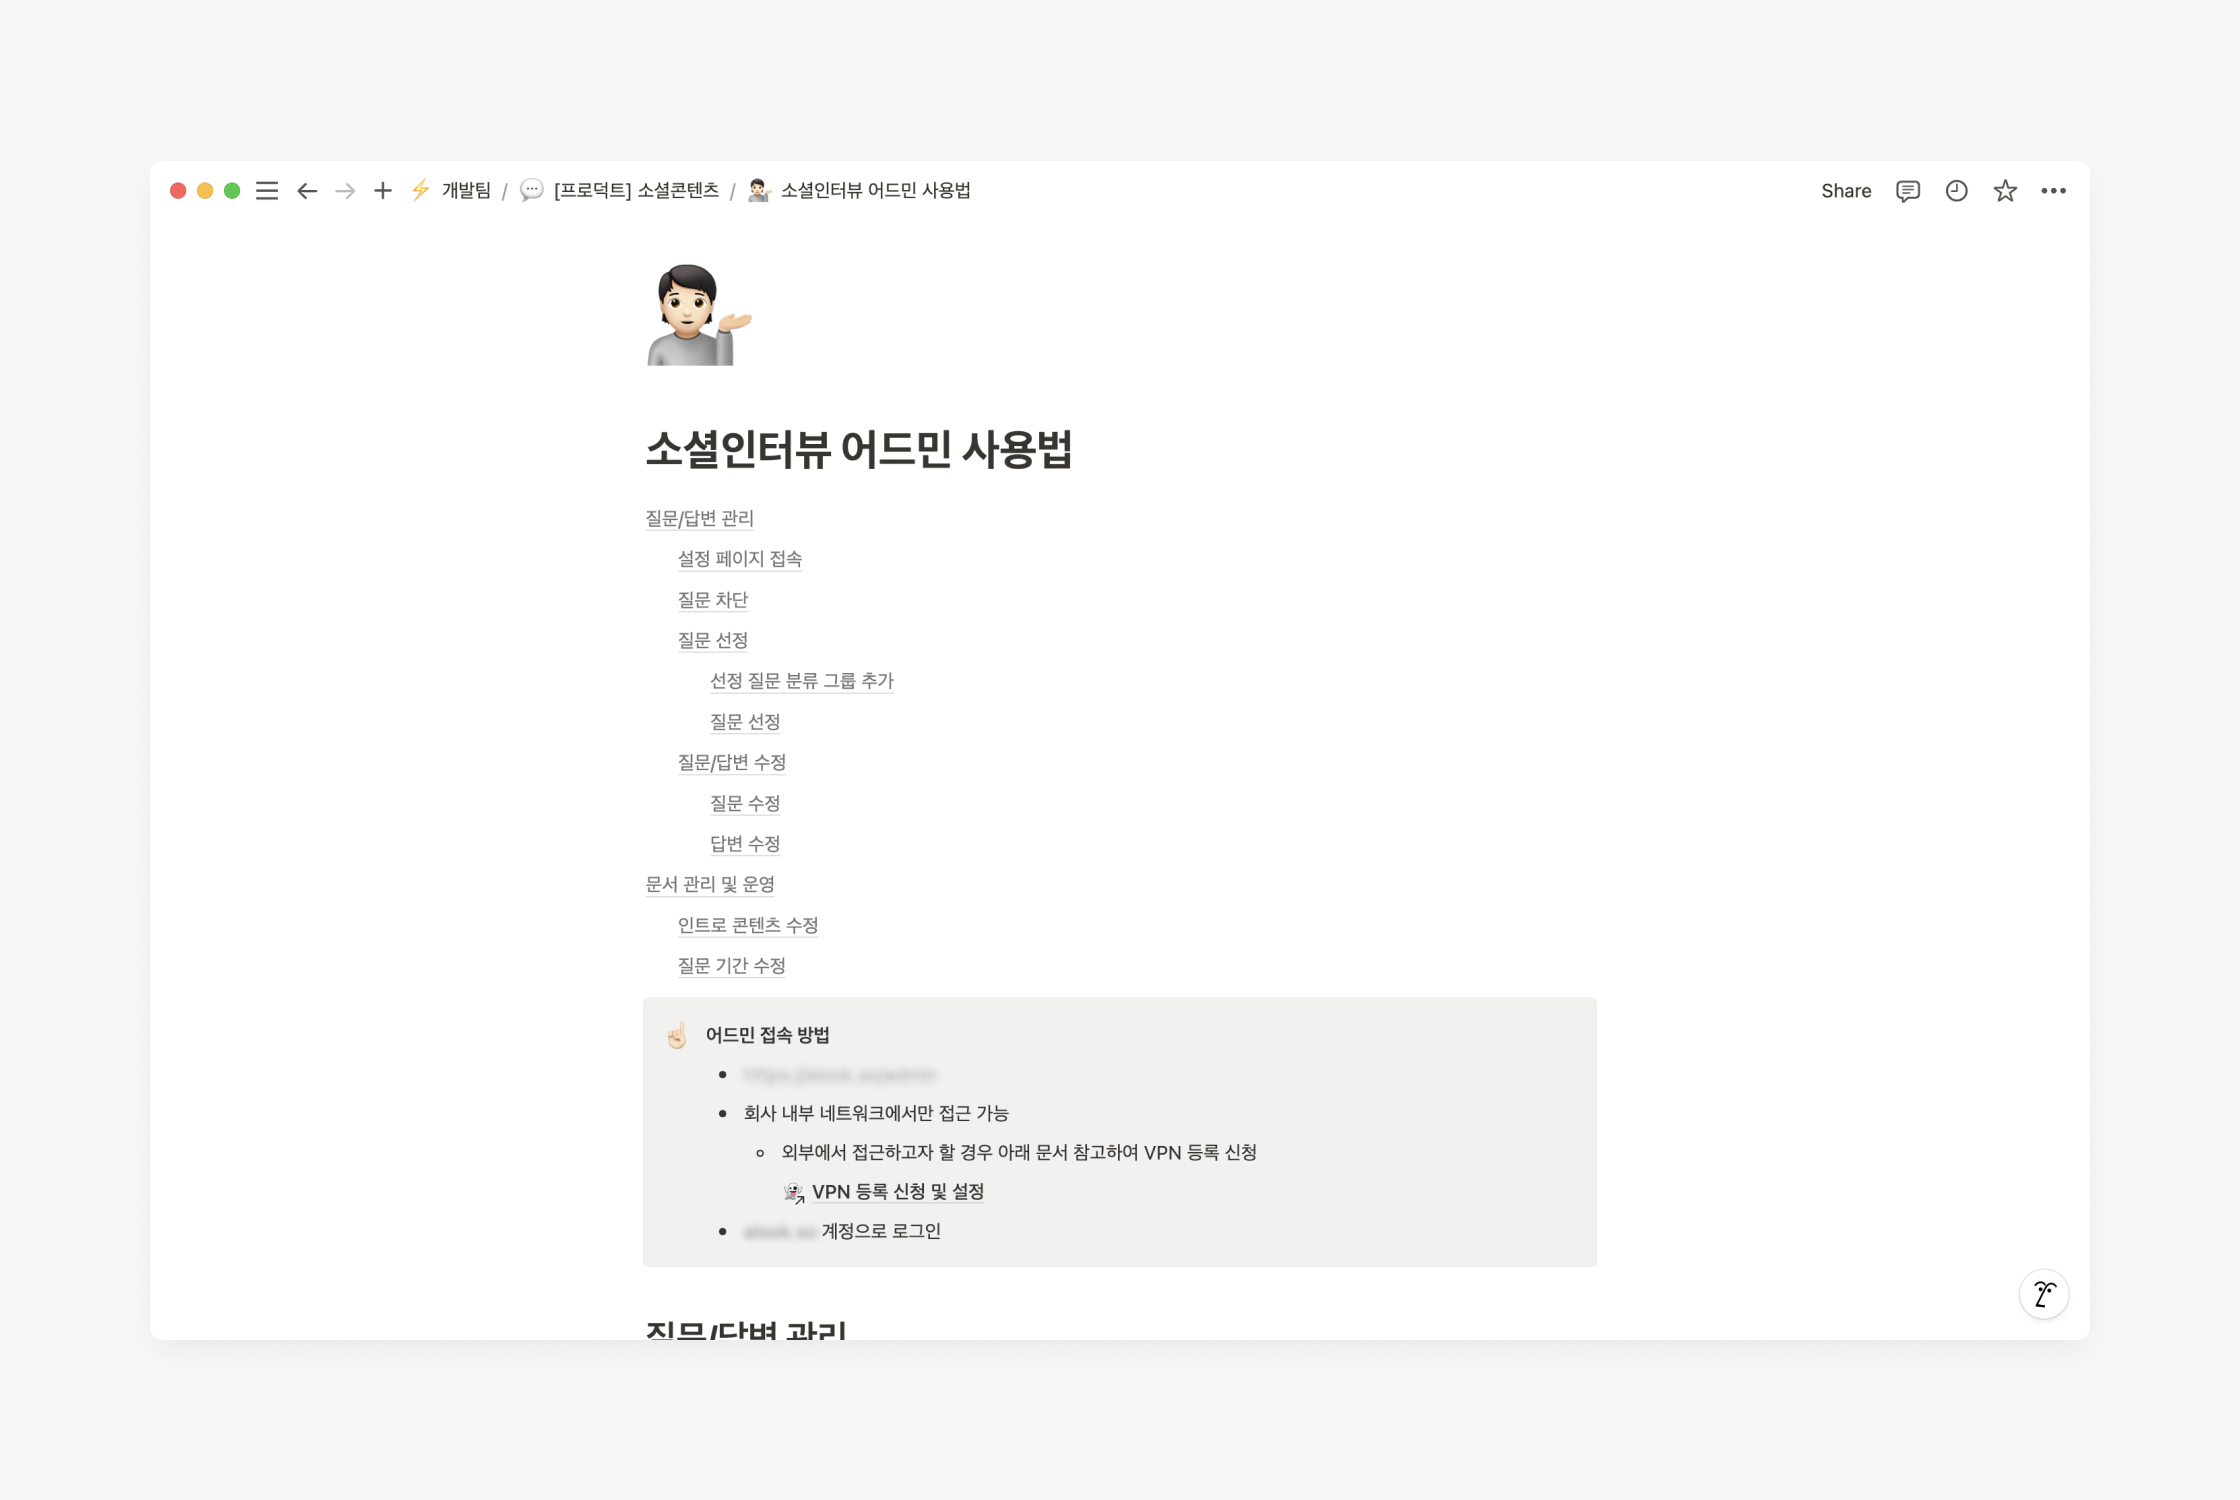 개발팀 / [프로덕트] 소셜콘텐츠 / 소셜인터뷰 어드민 사용법
Share
소셜인터뷰 어드민 사용법
질문/답변 관리
설정 페이지 접속
질문 차단
질문 선정
선정 질문 분류 그룹 추가
질문 선정
질문/답변 수정
질문 수정
답변 수정
문서 관리 및 운영
인트로 콘텐츠 수정
질문 기간 수정
어드민 접속 방법
회사 내부 네트워크에서만 접근 가능
외부에서 접근하고자 할 경우 아래 문서 참고하여 VPN 등록 신청
VPN 등록 신청 및 설정
계정으로 로그인
질문/답변 관리